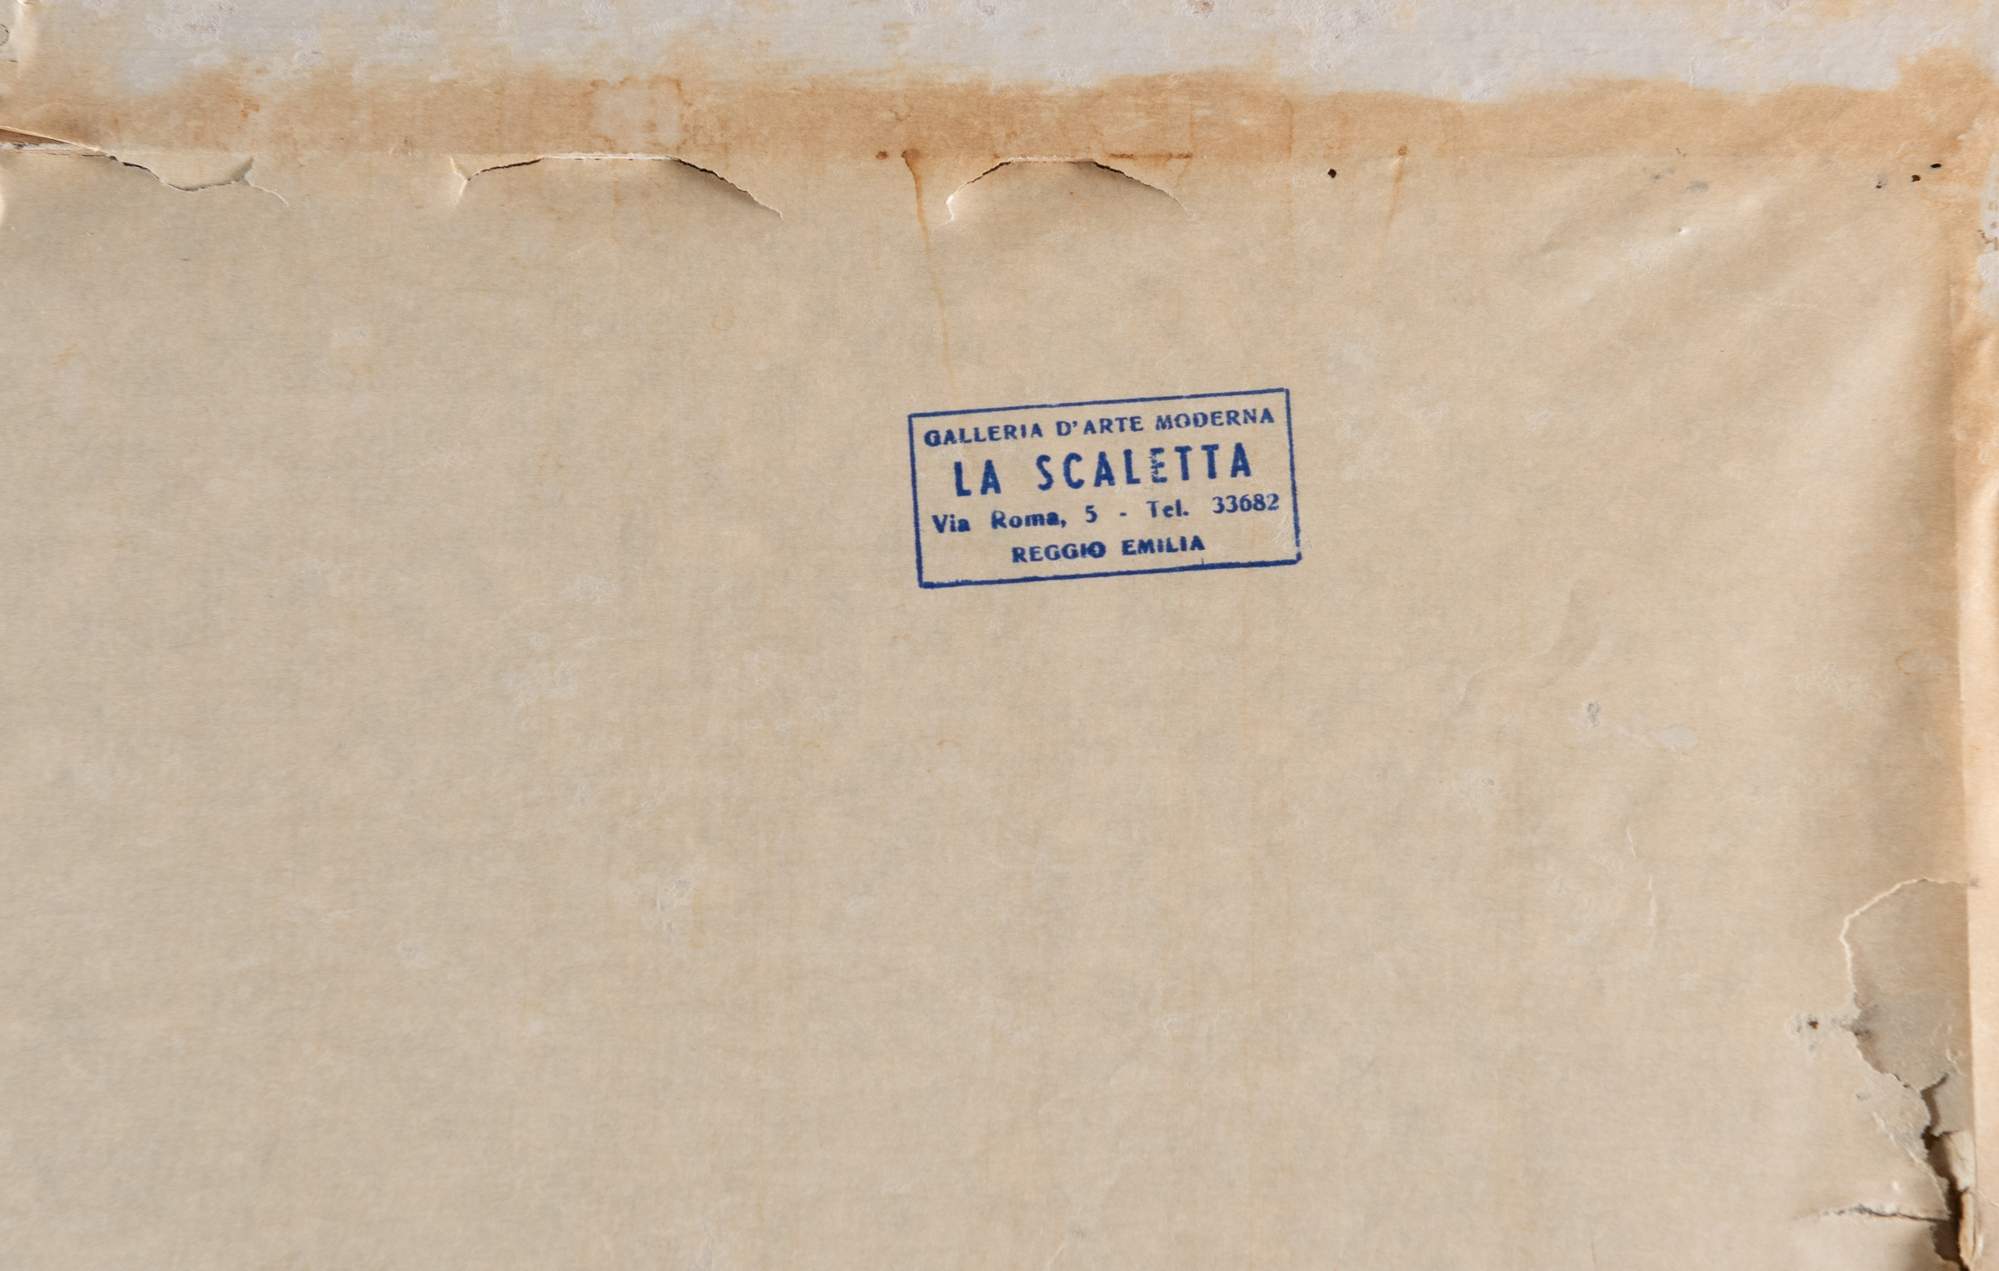 GALLERIA D'ARTE MODERNA
LA SCALETTA
Via Roma, 5 - Tel. 33682
REGGIO EMILIA